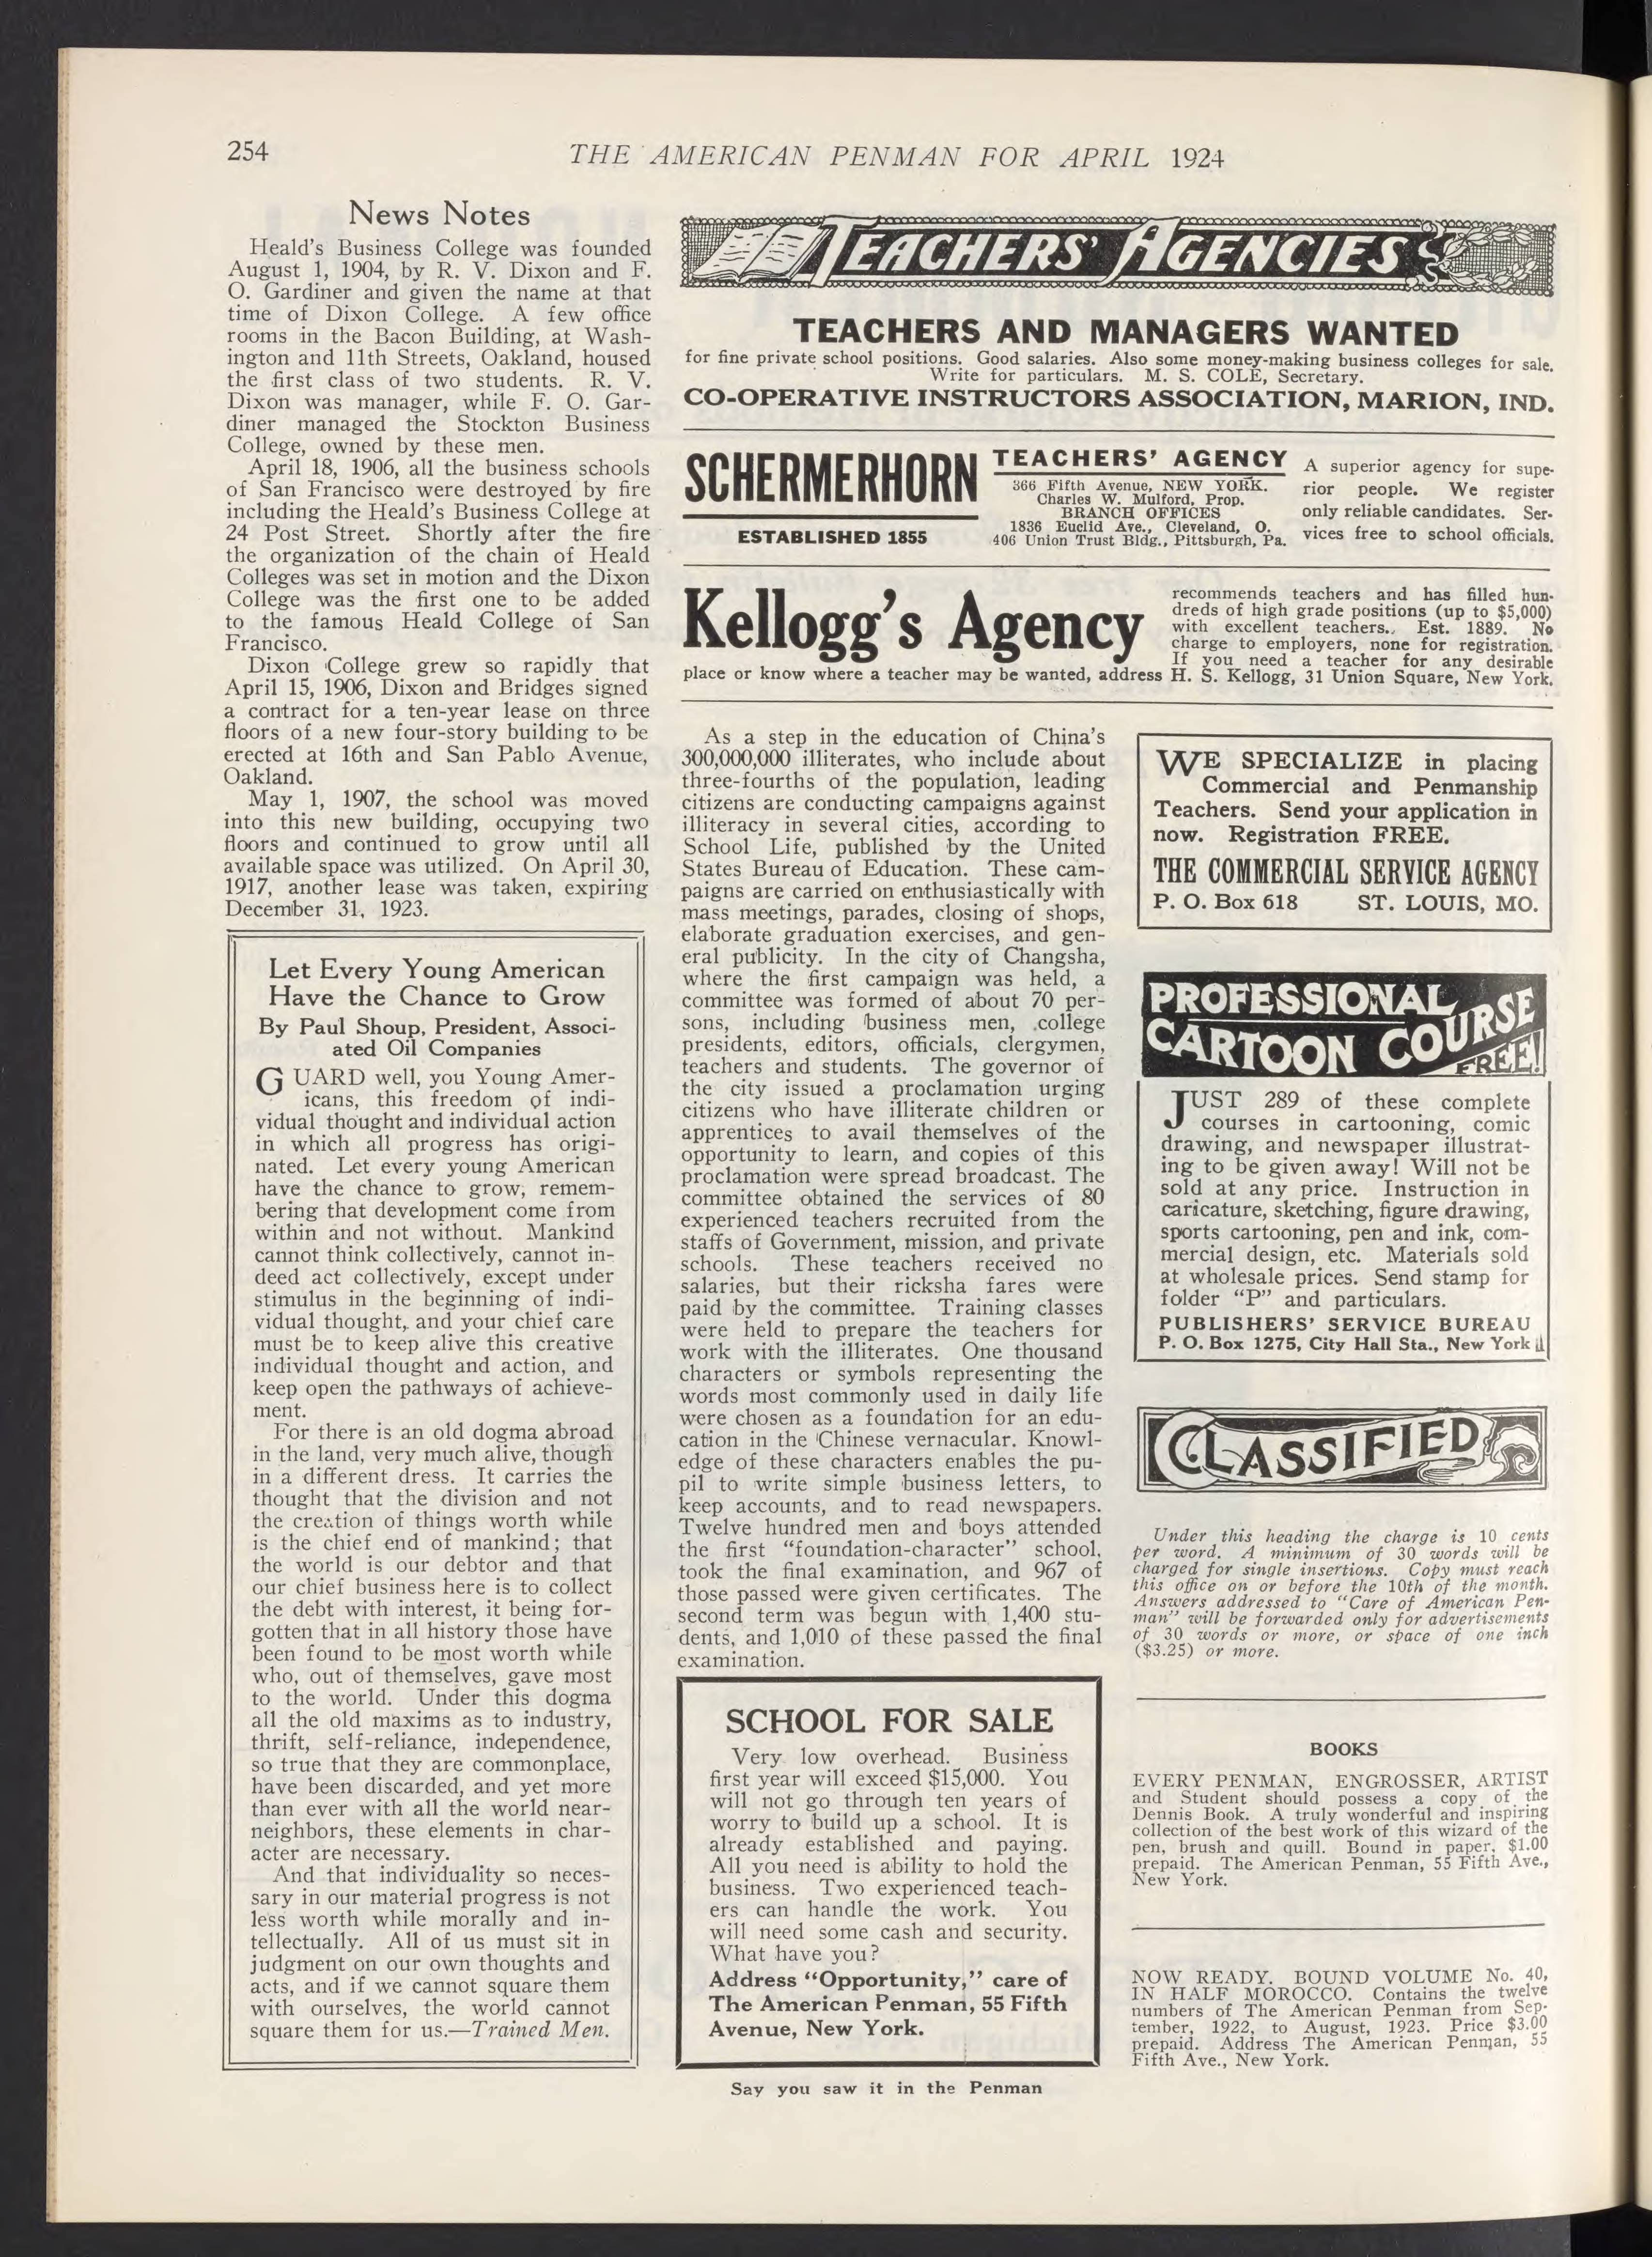 254
THE AMERICAN PENMAN FOR APRIL 1924
News Notes
Heald's Business College was founded
August 1, 1904, by R. V. Dixon and F.
O. Gardiner and given the name at that
time of Dixon College. A few office
rooms in the Bacon Building, at Wash-
ington and 11th Streets, Oakland, housed
the first class of two students. R. V.
Dixon was manager, while F. O. Gar-
diner managed the Stockton Business
College, owned by these men.
April 18, 1906, all the business schools
of San Francisco were destroyed by fire
including the Heald's Business College at
24 Post Street. Shortly after the fire
the organization of the chain of Heald
Colleges was set in motion and the Dixon
College was the first one to be added
to the famous Heald College of San
Francisco.
Dixon College grew so rapidly that
April 15, 1906, Dixon and Bridges signed
a contract for a ten-year lease on three
floors of a new four-story building to be
erected at 16th and San Pablo Avenue,
Oakland.
May 1, 1907, the school was moved
into this new building, occupying two
floors and continued to grow until all
available space was utilized. On April 30,
1917, another lease was taken, expiring
December 31, 1923.
Let Every Young American
Have the Chance to Grow
By Paul Shoup, President, Associ-
ated Oil Companies
GUARD well, you Young Amer-
icans, this freedom of indi-
vidual thought and individual action
in which all progress has origi-
nated. Let every young American
have the chance to grow, remem-
bering that development come from
within and not without. Mankind
cannot think collectively, cannot in-
deed act collectively, except under
stimulus in the beginning of indi-
vidual thought, and your chief care
must be to keep alive this creative
individual thought and action, and
keep open the pathways of achieve-
ment.
For there is an old dogma abroad
in the land, very much alive, though
in a different dress. It carries the
thought that the division and not
the creation of things worth while
is the chief end of mankind; that
the world is our debtor and that
our chief business here is to collect
the debt with interest, it being for-
gotten that in all history those have
been found to be most worth while
who, out of themselves, gave most
to the world. Under this dogma
all the old maxims as to industry,
thrift, self-reliance, independence,
so true that they are commonplace,
have been discarded, and yet more
than ever with all the world near-
neighbors, these elements in char-
acter are necessary.
And that individuality so neces-
sary in our material progress is not
less worth while morally and in-
tellectually. All of us must sit in
judgment on our own thoughts and
acts, and if we cannot square them
with ourselves, the world cannot
square them for us.—Trained Men.
TEACHERS' AGENCIES
TEACHERS AND MANAGERS WANTED
for fine private school positions. Good salaries. Also some money-making business colleges for sale.
Write for particulars. M. S. COLE, Secretary.
CO-OPERATIVE INSTRUCTORS ASSOCIATION, MARION, IND.
SCHERMERHORN
ESTABLISHED 1855
TEACHERS' AGENCY
366 Fifth Avenue, NEW YORK.
Charles W. Mulford, Prop.
BRANCH OFFICES
1836 Euclid Ave., Cleveland, O.
406 Union Trust Bldg., Pittsburgh, Pa.
A superior agency for supe-
rior people. We register
only reliable candidates. Ser-
vices free to school officials.
Kellogg's Agency
recommends teachers and has filled hun-
dreds of high grade positions (up to $5,000)
with excellent teachers. Est. 1889. No
charge to employers, none for registration.
If you need a teacher for any desirable
place or know where a teacher may be wanted, address H. S. Kellogg, 31 Union Square, New York.
As a step in the education of China's
300,000,000 illiterates, who include about
three-fourths of the population, leading
citizens are conducting campaigns against
illiteracy in several cities, according to
School Life, published by the United
States Bureau of Education. These cam-
paigns are carried on enthusiastically with
mass meetings, parades, closing of shops,
elaborate graduation exercises, and gen-
eral publicity. In the city of Changsha,
where the first campaign was held, a
committee was formed of about 70 per-
sons, including business men, college
presidents, editors, officials, clergymen,
teachers and students. The governor of
the city issued a proclamation urging
citizens who have illiterate children or
apprentices to avail themselves of the
opportunity to learn, and copies of this
proclamation were spread broadcast. The
committee obtained the services of 80
experienced teachers recruited from the
staffs of Government, mission, and private
schools. These teachers received no
salaries, but their ricksha fares were
paid by the committee. Training classes
were held to prepare the teachers for
work with the illiterates. One thousand
characters or symbols representing the
words most commonly used in daily life
were chosen as a foundation for an edu-
cation in the Chinese vernacular. Knowl-
edge of these characters enables the pu-
pil to write simple business letters, to
keep accounts, and to read newspapers.
Twelve hundred men and boys attended
the first "foundation-character" school,
took the final examination, and 967 of
those passed were given certificates. The
second term was begun with 1,400 stu-
dents, and 1,010 of these passed the final
examination.
SCHOOL FOR SALE
Very low overhead. Business
first year will exceed $15,000. You
will not go through ten years of
worry to build up a school. It is
already established and paying.
All you need is ability to hold the
business. Two experienced teach-
ers can handle the work. You
will need some cash and security.
What have you?
Address "Opportunity," care of
The American Penman, 55 Fifth
Avenue, New York.
Say you saw it in the Penman
WE SPECIALIZE in placing
Commercial and Penmanship
Teachers. Send your application in
now. Registration FREE.
THE COMMERCIAL SERVICE AGENCY
P. O. Box 618 ST. LOUIS, MO.
PROFESSIONAL
CARTOON COURSE
FREE!
JUST 289 of these complete
courses in cartooning, comic
drawing, and newspaper illustrat-
ing to be given away! Will not be
sold at any price. Instruction in
caricature, sketching, figure drawing,
sports cartooning, pen and ink, com-
mercial design, etc. Materials sold
at wholesale prices. Send stamp for
folder "P" and particulars.
PUBLISHERS' SERVICE BUREAU
P. O. Box 1275, City Hall Sta., New York
CLASSIFIED
Under this heading the charge is 10 cents
per word. A minimum of 30 words will be
charged for single insertions. Copy must reach
this office on or before the 10th of the month.
Answers addressed to "Care of American Pen-
man" will be forwarded only for advertisements
of 30 words or more, or space of one inch
($3.25) or more.
BOOKS
EVERY PENMAN, ENGROSSER, ARTIST
and Student should possess a copy of the
Dennis Book. A truly wonderful and inspiring
collection of the best work of this wizard of the
pen, brush and quill. Bound in paper, $1.00
prepaid. The American Penman, 55 Fifth Ave.,
New York.
NOW READY. BOUND VOLUME No. 40,
IN HALF MOROCCO. Contains the twelve
numbers of The American Penman from Sep-
tember, 1922, to August, 1923. Price $3.00
prepaid. Address The American Penman, 55
Fifth Ave., New York.